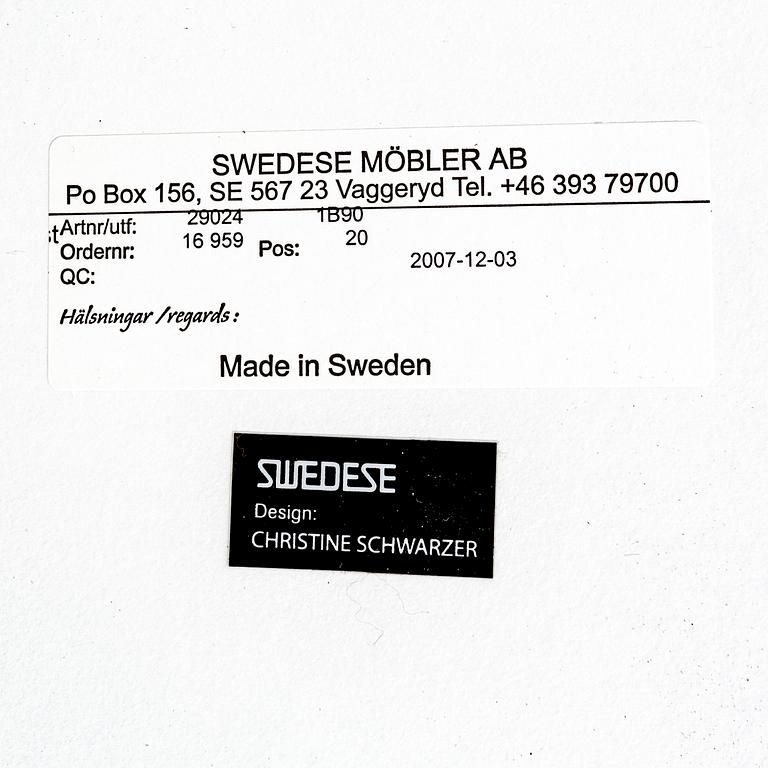 SWEDESE MÖBLER AB
Po Box 156, SE 567 23 Vaggeryd Tel. +46 393 79700
Artnr/utf: 29024 1B90
Ordernr: 16 959 Pos: 20
QC: 2007-12-03
Hälsningar /regards:
Made in Sweden
SWEDESE
Design:
CHRISTINE SCHWARZER